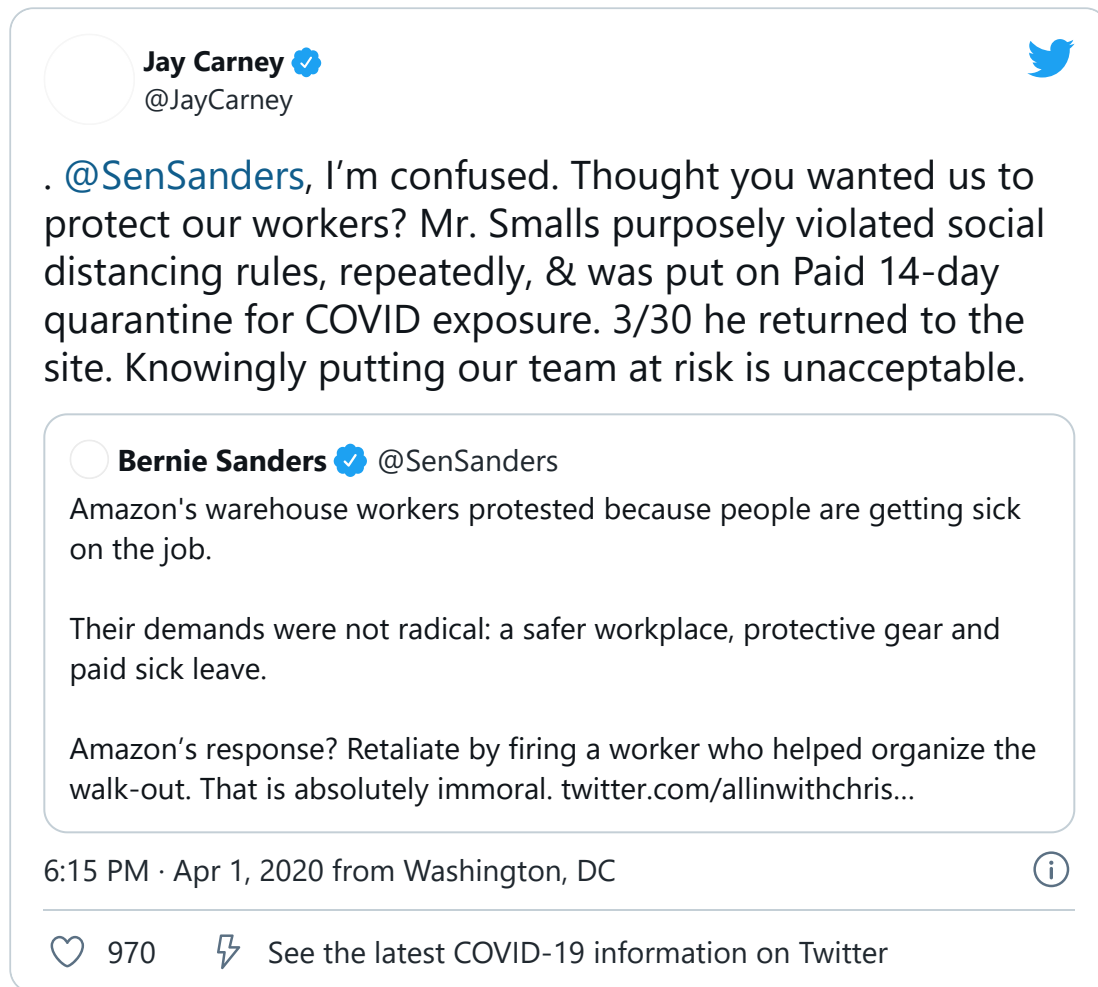 Jay Carney
@JayCarney
. @SenSanders, I’m confused. Thought you wanted us to
protect our workers? Mr. Smalls purposely violated social
distancing rules, repeatedly, & was put on Paid 14-day
quarantine for COVID exposure. 3/30 he returned to the
site. Knowingly putting our team at risk is unacceptable.
Bernie Sanders @SenSanders
Amazon's warehouse workers protested because people are getting sick
on the job.
Their demands were not radical: a safer workplace, protective gear and
paid sick leave.
Amazon’s response? Retaliate by firing a worker who helped organize the
walk-out. That is absolutely immoral. twitter.com/allinwithchris…
6:15 PM · Apr 1, 2020 from Washington, DC
970 See the latest COVID-19 information on Twitter